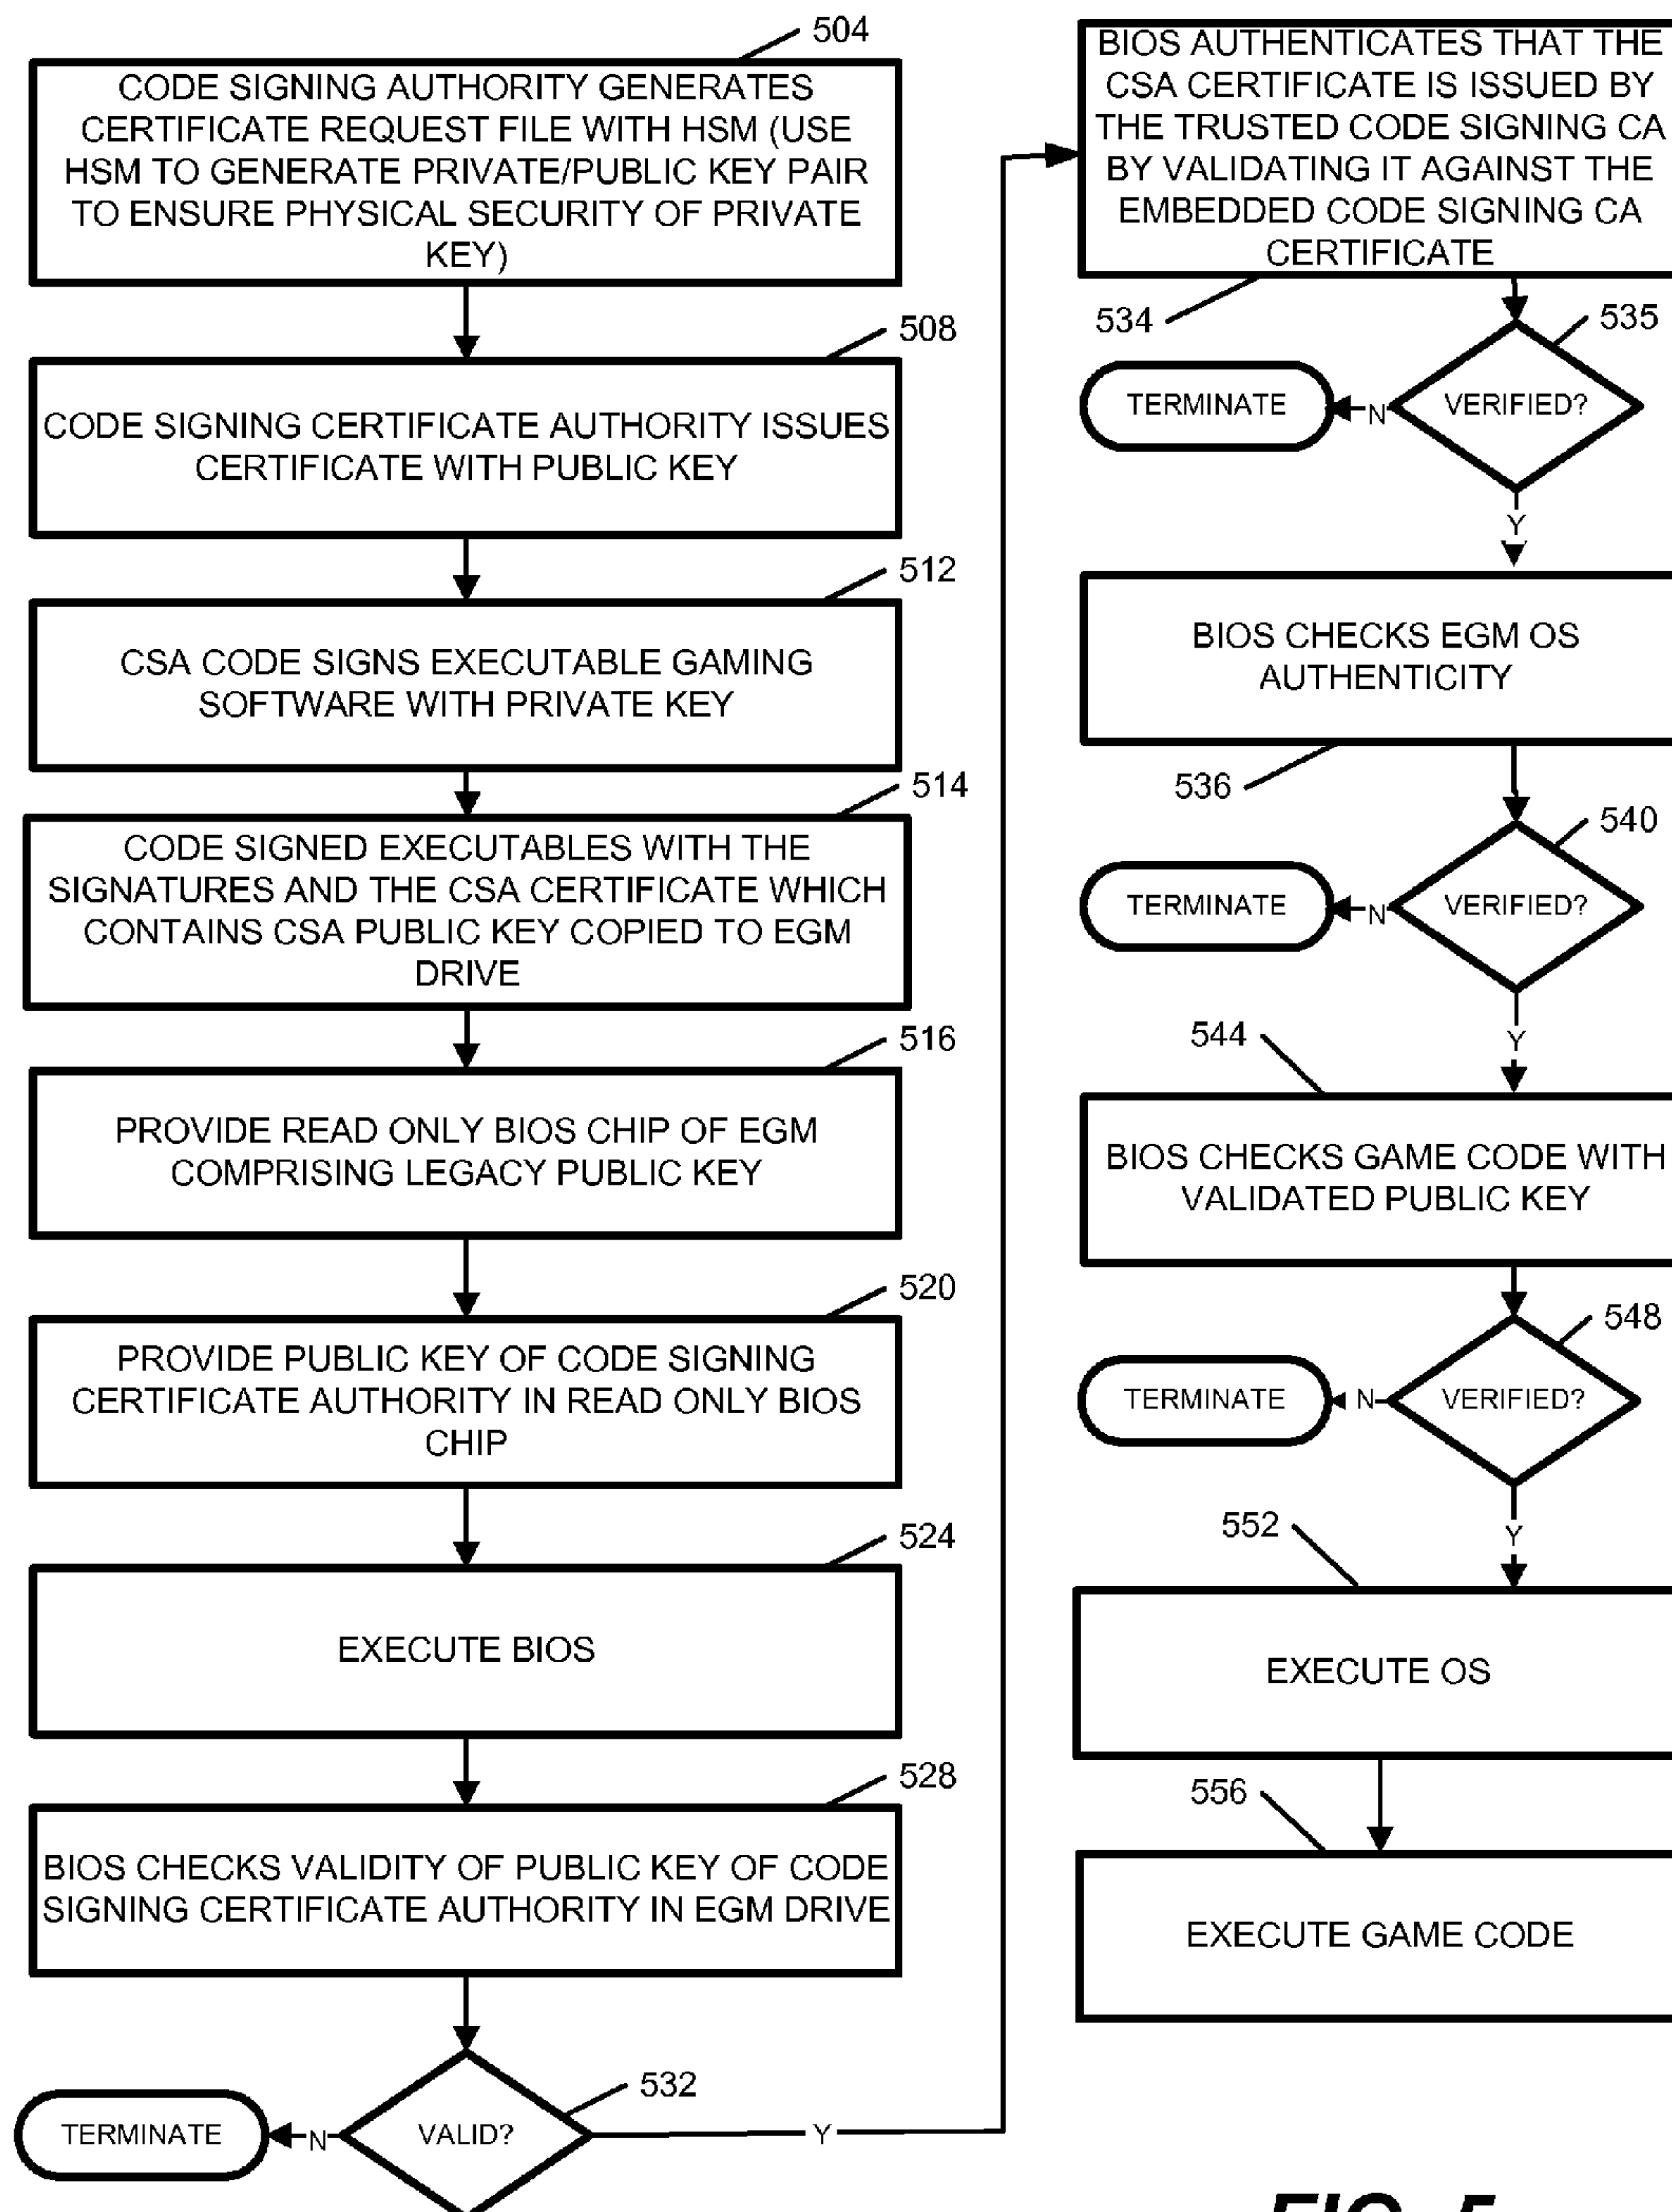 504
CODE SIGNING AUTHORITY GENERATES
CERTIFICATE REQUEST FILE WITH HSM (USE
HSM TO GENERATE PRIVATE/PUBLIC KEY PAIR
TO ENSURE PHYSICAL SECURITY OF PRIVATE
KEY)
508
CODE SIGNING CERTIFICATE AUTHORITY ISSUES
CERTIFICATE WITH PUBLIC KEY
512
CSA CODE SIGNS EXECUTABLE GAMING
SOFTWARE WITH PRIVATE KEY
514
CODE SIGNED EXECUTABLES WITH THE
SIGNATURES AND THE CSA CERTIFICATE WHICH
CONTAINS CSA PUBLIC KEY COPIED TO EGM
DRIVE
516
PROVIDE READ ONLY BIOS CHIP OF EGM
COMPRISING LEGACY PUBLIC KEY
520
PROVIDE PUBLIC KEY OF CODE SIGNING
CERTIFICATE AUTHORITY IN READ ONLY BIOS
CHIP
524
EXECUTE BIOS
528
BIOS CHECKS VALIDITY OF PUBLIC KEY OF CODE
SIGNING CERTIFICATE AUTHORITY IN EGM DRIVE
532
TERMINATE
N
VALID?
Y
BIOS AUTHENTICATES THAT THE
CSA CERTIFICATE IS ISSUED BY
THE TRUSTED CODE SIGNING CA
BY VALIDATING IT AGAINST THE
EMBEDDED CODE SIGNING CA
CERTIFICATE
534
535
TERMINATE
N
VERIFIED?
Y
BIOS CHECKS EGM OS
AUTHENTICITY
536
540
TERMINATE
N
VERIFIED?
Y
544
BIOS CHECKS GAME CODE WITH
VALIDATED PUBLIC KEY
548
TERMINATE
N
VERIFIED?
Y
552
EXECUTE OS
556
EXECUTE GAME CODE
FIG. 5